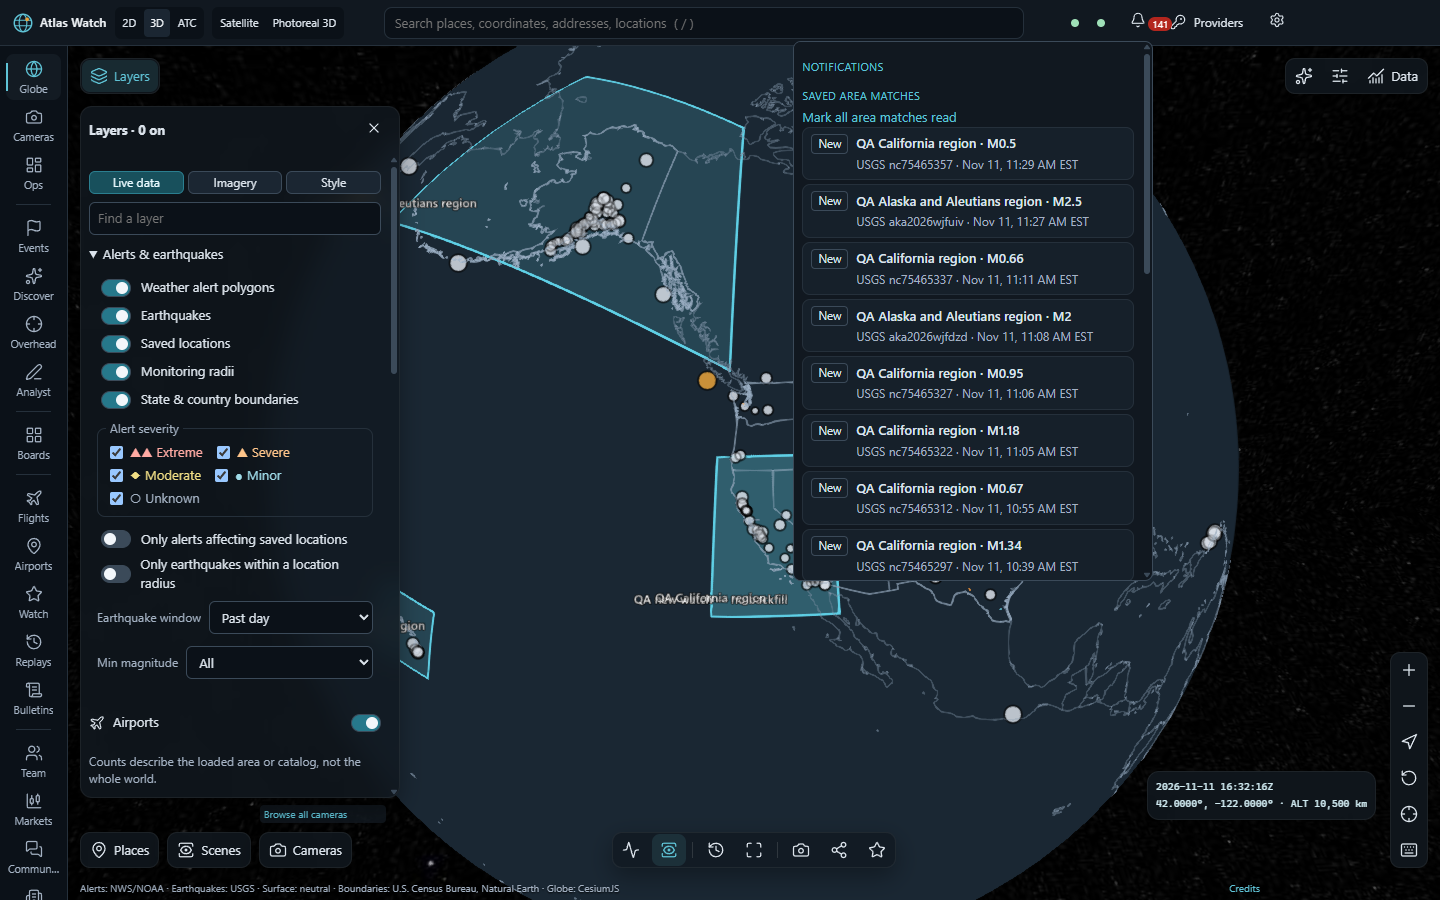 Atlas Watch
2D
3D
ATC
Satellite
Photoreal 3D
Search places, coordinates, addresses, locations ( / )
141
Providers
Globe
Cameras
Ops
Events
Discover
Overhead
Analyst
Boards
Flights
Airports
Watch
Replays
Bulletins
Team
Markets
Commun...
Layers
Layers · 0 on
Live data
Imagery
Style
Find a layer
Alerts & earthquakes
Weather alert polygons
Earthquakes
Saved locations
Monitoring radii
State & country boundaries
Alert severity
Extreme
Severe
Moderate
Minor
Unknown
Only alerts affecting saved locations
Only earthquakes within a location
radius
Earthquake window
Past day
Min magnitude
All
Airports
Counts describe the loaded area or catalog, not the
whole world.
Browse all cameras
Places
Scenes
Cameras
Alerts: NWS/NOAA · Earthquakes: USGS · Surface: neutral · Boundaries: U.S. Census Bureau, Natural Earth · Globe: CesiumJS
eutians region
gion
QA California region
NOTIFICATIONS
SAVED AREA MATCHES
Mark all area matches read
New
QA California region · M0.5
USGS nc75465357 · Nov 11, 11:29 AM EST
New
QA Alaska and Aleutians region · M2.5
USGS aka2026wjfuiv · Nov 11, 11:27 AM EST
New
QA California region · M0.66
USGS nc75465337 · Nov 11, 11:11 AM EST
New
QA Alaska and Aleutians region · M2
USGS aka2026wjfdzd · Nov 11, 11:08 AM EST
New
QA California region · M0.95
USGS nc75465327 · Nov 11, 11:06 AM EST
New
QA California region · M1.18
USGS nc75465322 · Nov 11, 11:05 AM EST
New
QA California region · M0.67
USGS nc75465312 · Nov 11, 10:55 AM EST
New
QA California region · M1.34
USGS nc75465297 · Nov 11, 10:39 AM EST
Data
2026-11-11 16:32:16Z
42.0000°, -122.0000° · ALT 10,500 km
Credits